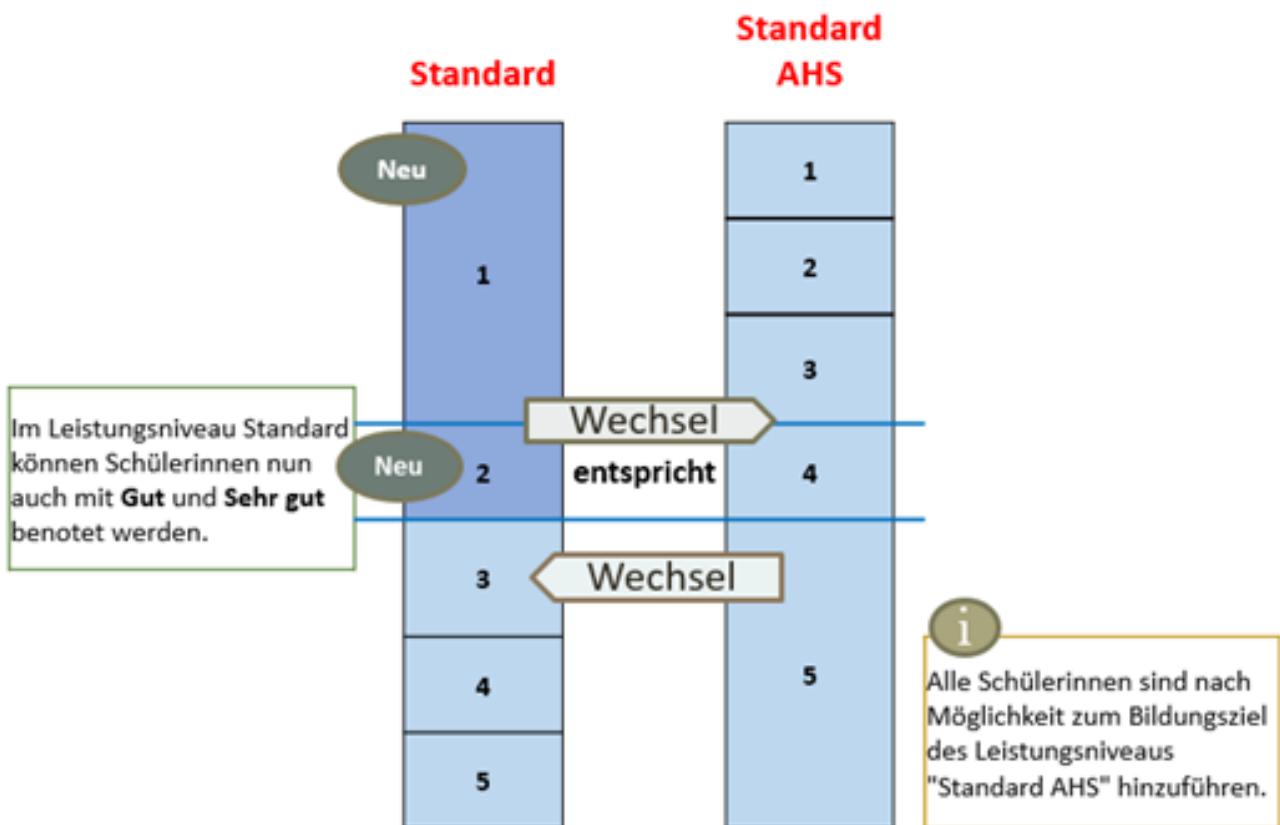 Standard
Standard
AHS
Neu
1
1
2
3
Wechsel
Im Leistungsniveau Standard
können Schülerinnen nun
auch mit Gut und Sehr gut
benotet werden.
Neu
2
entspricht
4
3
Wechsel
4
5
5
i
Alle Schülerinnen sind nach
Möglichkeit zum Bildungsziel
des Leistungsniveaus
"Standard AHS" hinzuführen.